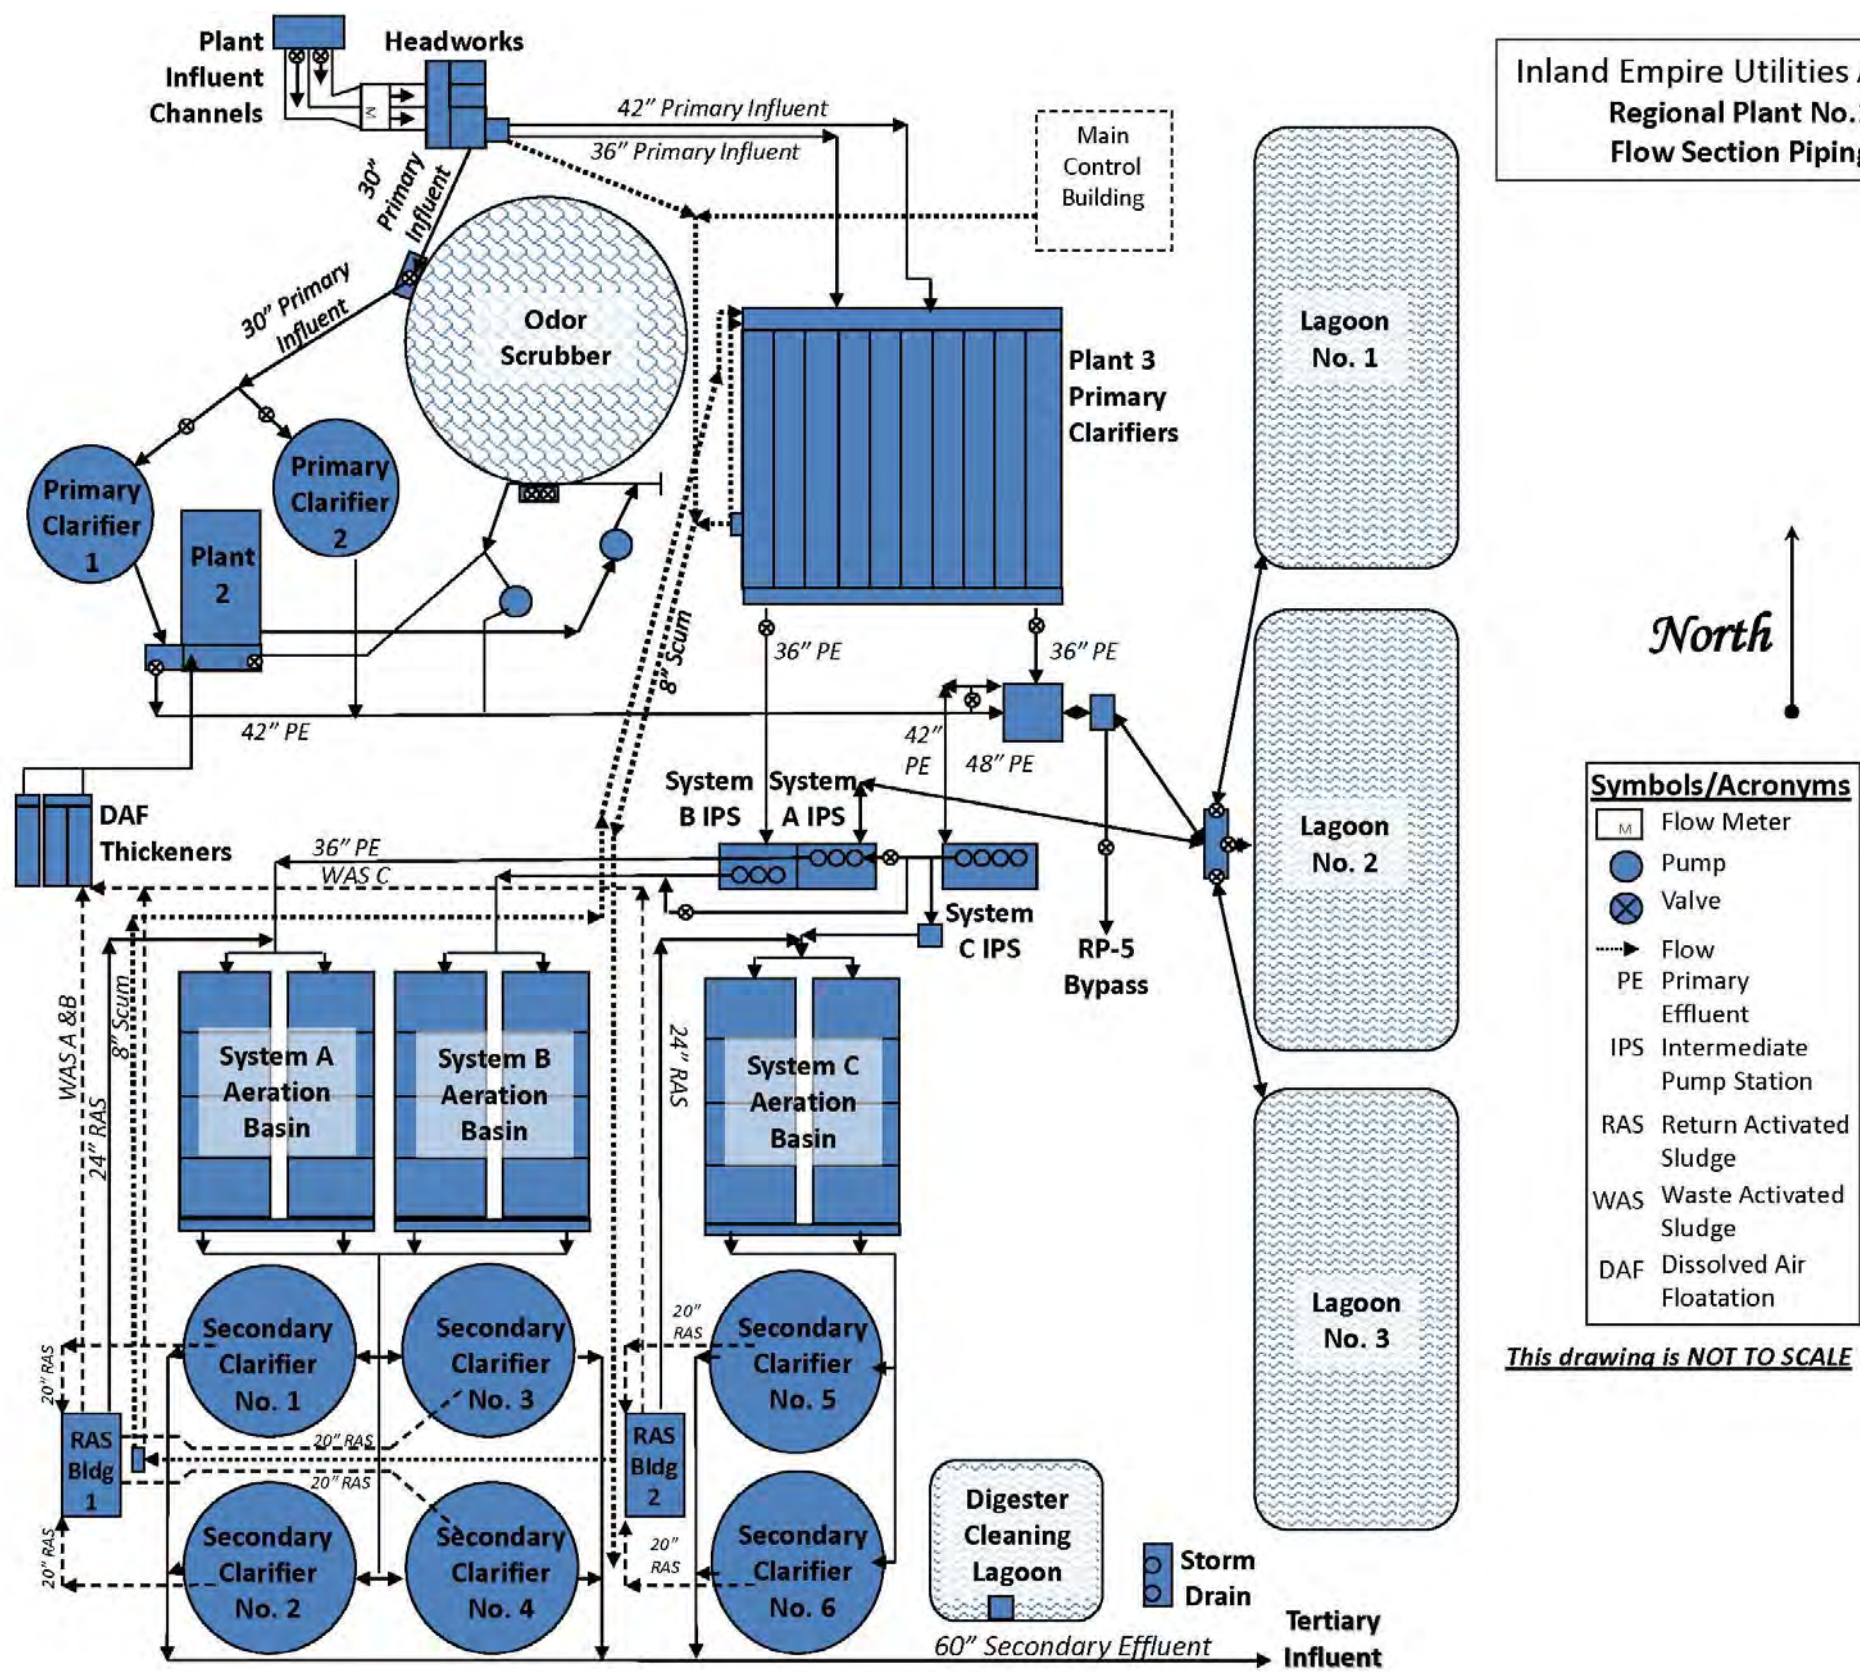 Plant
Influent
Channels
Headworks
M
42″ Primary Influent
36″ Primary Influent
30″
Primary
Influent
Main
Control
Building
Inland Empire Utilities
Regional Plant No.
Flow Section Piping
30″ Primary
Influent
Odor
Scrubber
Plant 3
Primary
Clarifiers
Lagoon
No. 1
Primary
Clarifier
1
Primary
Clarifier
2
Plant
2
8″ Scum
36″ PE
36″ PE
42″ PE
42″
PE
48″ PE
North
DAF
Thickeners
System
B IPS
System
A IPS
Lagoon
No. 2
36″ PE
WAS C
System
C IPS
RP-5
Bypass
WAS A &B
24″ RAS
8″ Scum
24″ RAS
System A
Aeration
Basin
System B
Aeration
Basin
System C
Aeration
Basin
Symbols/Acronyms
M Flow Meter
Pump
Valve
Flow
PE Primary
Effluent
IPS Intermediate
Pump Station
RAS Return Activated
Sludge
WAS Waste Activated
Sludge
DAF Dissolved Air
Floatation
This drawing is NOT TO SCALE
Lagoon
No. 3
Secondary
Clarifier
No. 1
Secondary
Clarifier
No. 3
Secondary
Clarifier
No. 5
20″ RAS
20″
RAS
RAS
Bldg
1
20″ RAS
20″ RAS
RAS
Bldg
2
20″ RAS
20″
RAS
Secondary
Clarifier
No. 2
Secondary
Clarifier
No. 4
Secondary
Clarifier
No. 6
Digester
Cleaning
Lagoon
Storm
Drain
60″ Secondary Effluent
Tertiary
Influent